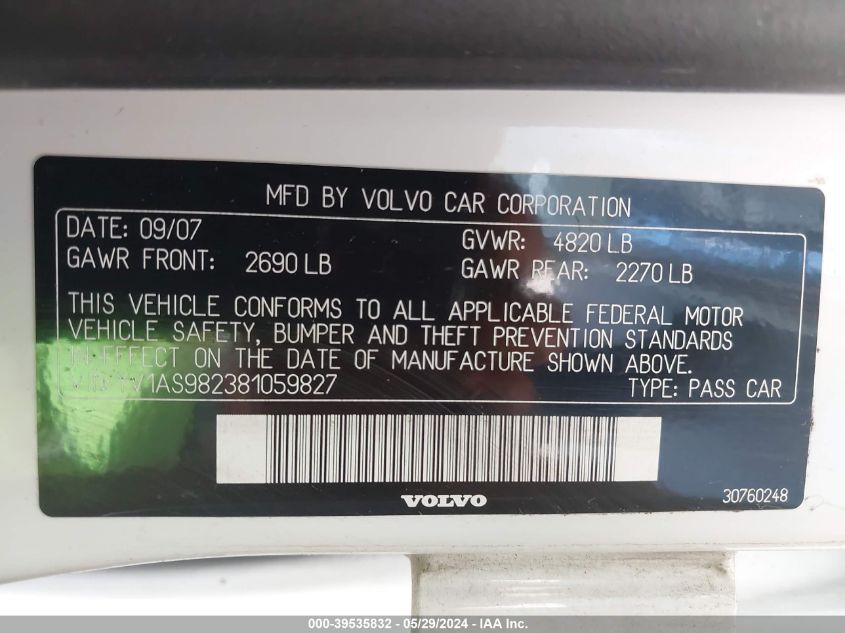 MFD BY VOLVO CAR CORPORATION
DATE: 09/07 GVWR: 4820 LB
GAWR FRONT: 2690 LB GAWR REAR: 2270 LB
THIS VEHICLE CONFORMS TO ALL APPLICABLE FEDERAL MOTOR
VEHICLE SAFETY, BUMPER AND THEFT PREVENTION STANDARDS
IN EFFECT ON THE DATE OF MANUFACTURE SHOWN ABOVE.
TYPE: PASS CAR
VOLVO
30760248
000-39535832 - 05/29/2024 - IAA Inc.